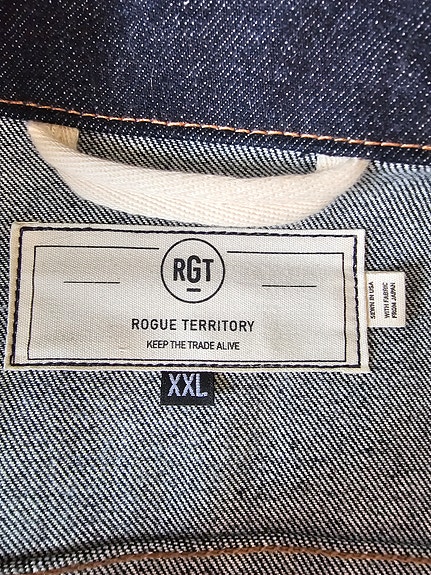 RGT
ROGUE TERRITORY
KEEP THE TRADE ALIVE
SEWN IN USA
WITH FABRIC
FROM JAPAN
XXL